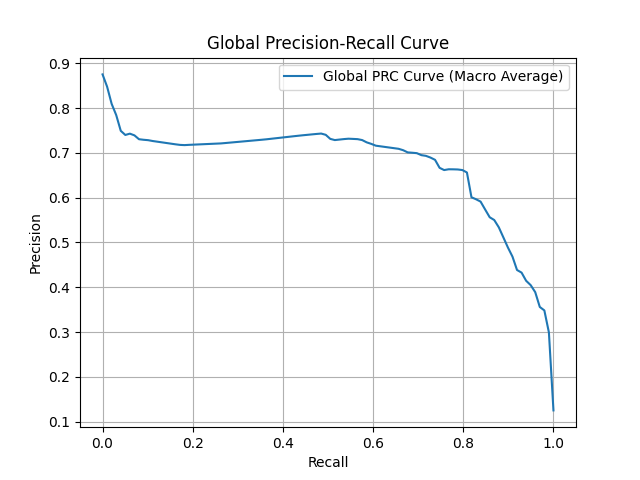 Global Precision-Recall Curve
Global PRC Curve (Macro Average)
Precision
0.9
0.8
0.7
0.6
0.5
0.4
0.3
0.2
0.1
0.0 0.2 0.4 0.6 0.8 1.0
Recall